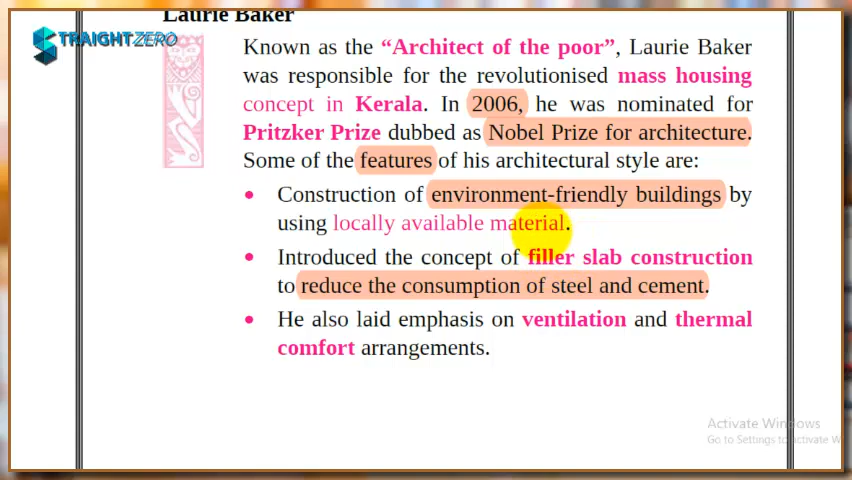 Laurie Baker
STRAIGHTZERO
Known as the “Architect of the poor”, Laurie Baker
was responsible for the revolutionised mass housing
concept in Kerala. In 2006, he was nominated for
Pritzker Prize dubbed as Nobel Prize for architecture.
Some of the features of his architectural style are:
• Construction of environment-friendly buildings by
using locally available material.
• Introduced the concept of filler slab construction
to reduce the consumption of steel and cement.
• He also laid emphasis on ventilation and thermal
comfort arrangements.
Activate Windows
Go to Settings to activate W